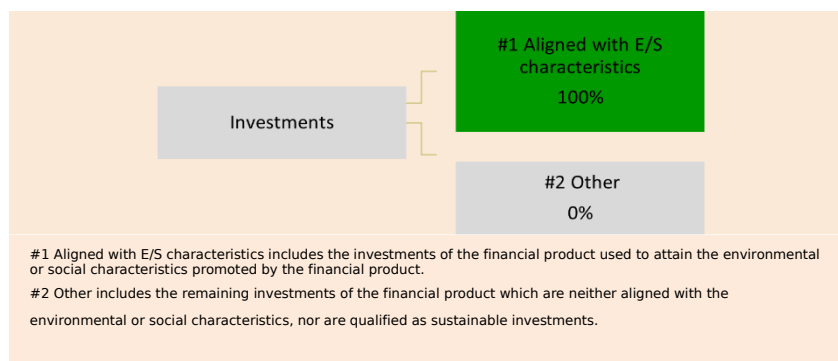 #1 Aligned with E/S
characteristics
100%
Investments
#2 Other
0%
#1 Aligned with E/S characteristics includes the investments of the financial product used to attain the environmental
or social characteristics promoted by the financial product.
#2 Other includes the remaining investments of the financial product which are neither aligned with the
environmental or social characteristics, nor are qualified as sustainable investments.